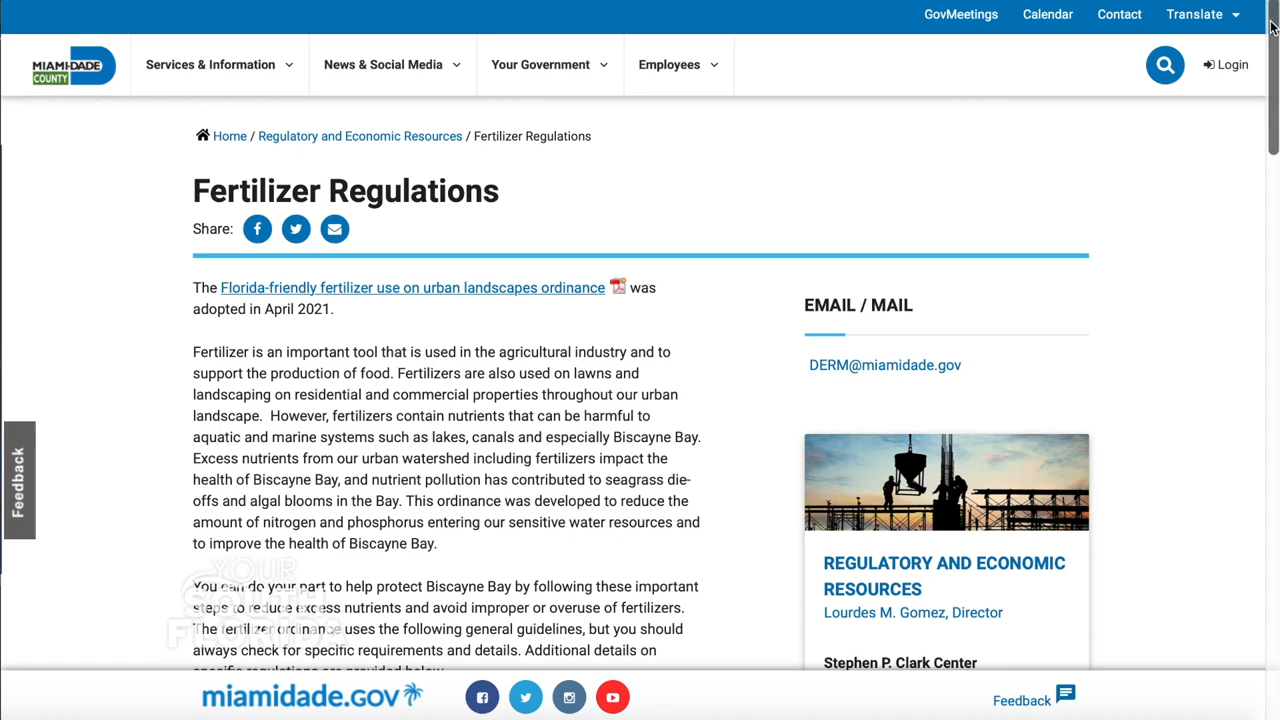 GovMeetings Calendar Contact Translate
MIAMI-DADE
COUNTY
Services & Information News & Social Media Your Government Employees Login
Home / Regulatory and Economic Resources / Fertilizer Regulations
Fertilizer Regulations
Share:
The Florida-friendly fertilizer use on urban landscapes ordinance was
adopted in April 2021.
Fertilizer is an important tool that is used in the agricultural industry and to
support the production of food. Fertilizers are also used on lawns and
landscaping on residential and commercial properties throughout our urban
landscape. However, fertilizers contain nutrients that can be harmful to
aquatic and marine systems such as lakes, canals and especially Biscayne Bay.
Excess nutrients from our urban watershed including fertilizers impact the
health of Biscayne Bay, and nutrient pollution has contributed to seagrass die-
offs and algal blooms in the Bay. This ordinance was developed to reduce the
amount of nitrogen and phosphorus entering our sensitive water resources and
to improve the health of Biscayne Bay.
You can do your part to help protect Biscayne Bay by following these important
steps to reduce excess nutrients and avoid improper or overuse of fertilizers.
The fertilizer ordinance uses the following general guidelines, but you should
always check for specific requirements and details. Additional details on
specific regulations are provided below.
EMAIL / MAIL
DERM@miamidade.gov
REGULATORY AND ECONOMIC
RESOURCES
Lourdes M. Gomez, Director
Stephen P. Clark Center
Feedback
YOUR
SOUTH
FLORIDA
miamidade.gov
Feedback